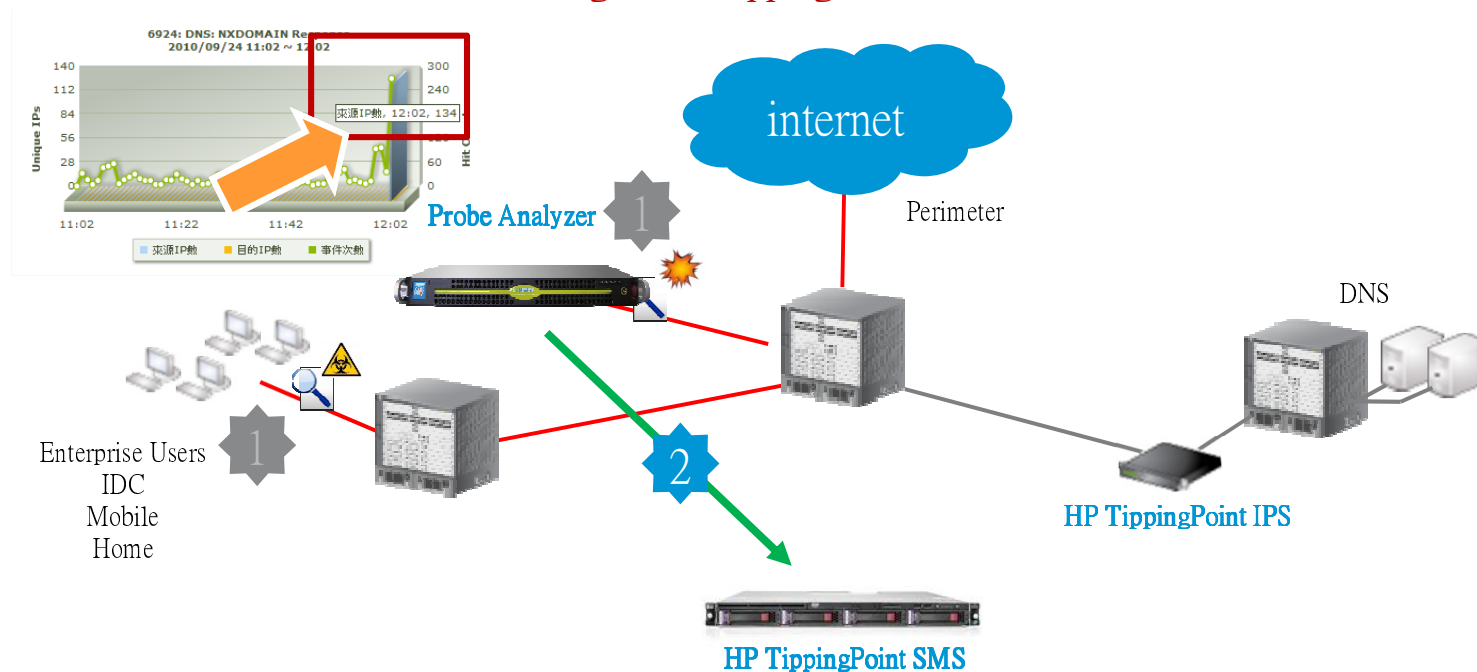 6924: DNS: NXDOMAIN
2010/09/24 11:02 ~ 12:02
140
112
84
56
28
0
Unique IPs
300
240
60
0
來源IP數, 12:02, 134
11:02
11:22
11:42
12:02
來源IP數
目的IP數
事件次數
internet
Perimeter
Probe Analyzer
1
DNS
Enterprise Users
IDC
Mobile
Home
1
2
HP TippingPoint IPS
HP TippingPoint SMS